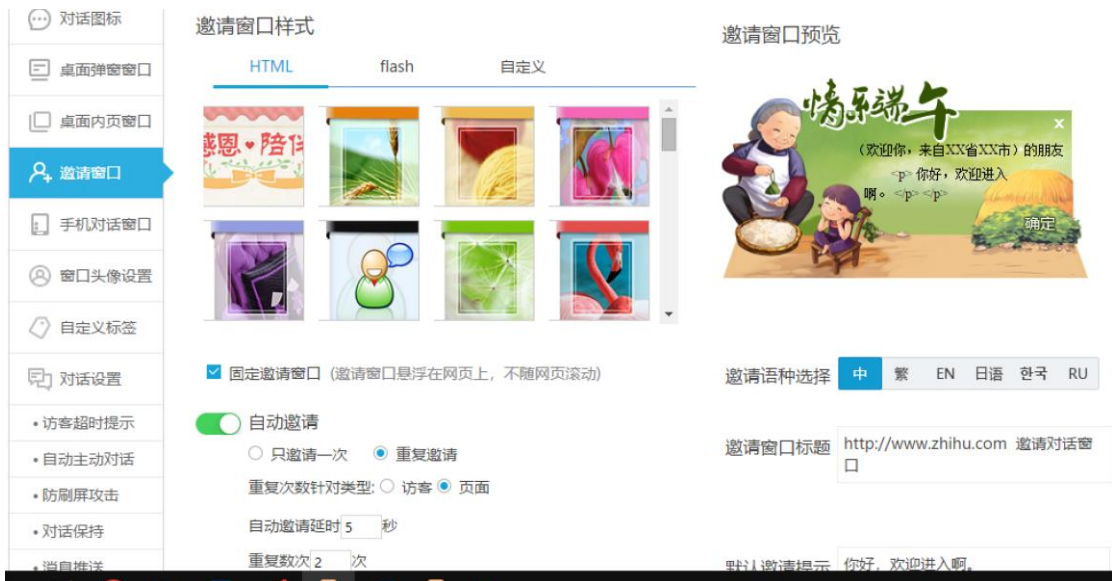 对话图标
桌面弹窗窗口
桌面内页窗口
邀请窗口
手机对话窗口
窗口头像设置
自定义标签
对话设置
•访客超时提示
•自动主动对话
•防刷屏攻击
•对话保持
•消息推送
邀请窗口样式
HTML flash 自定义
感恩 陪伴
固定邀请窗口（邀请窗口悬浮在网页上，不随网页滚动）
自动邀请
只邀请一次 重复邀请
重复次数针对类型: 访客 页面
自动邀请延时 5 秒
重复数次 2 次
邀请窗口预览
情系端午
x
（欢迎你，来自XX省XX市）的朋友
<p> 你好，欢迎进入
啊。</p> </p>
确定
邀请语种选择 中 繁 EN 日语 한국 RU
邀请窗口标题 http://www.zhihu.com 邀请对话窗
口
默认邀请提示 你好，欢迎进入啊。